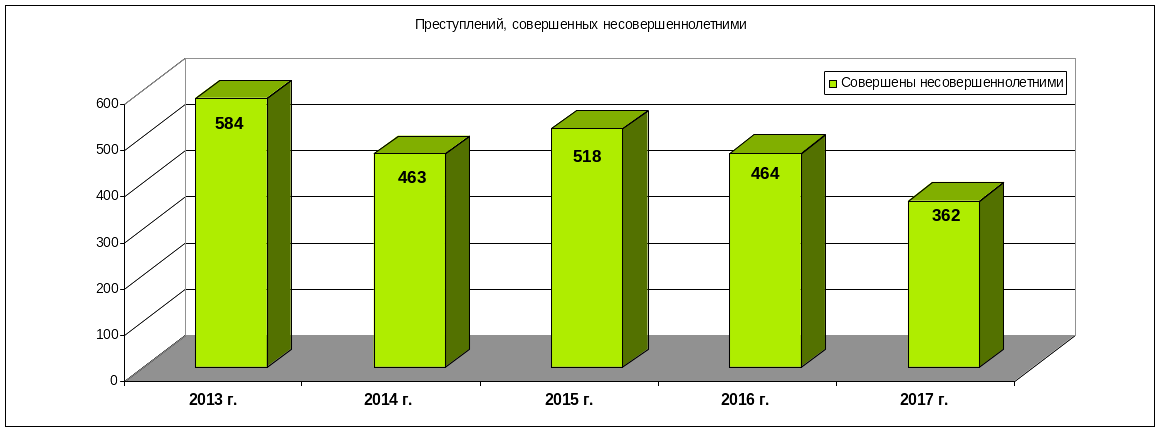 Преступлений, совершенных несовершеннолетними
Совершены несовершеннолетними
600
500
400
300
200
100
0
584
463
518
464
362
2013 г.
2014 г.
2015 г.
2016 г.
2017 г.